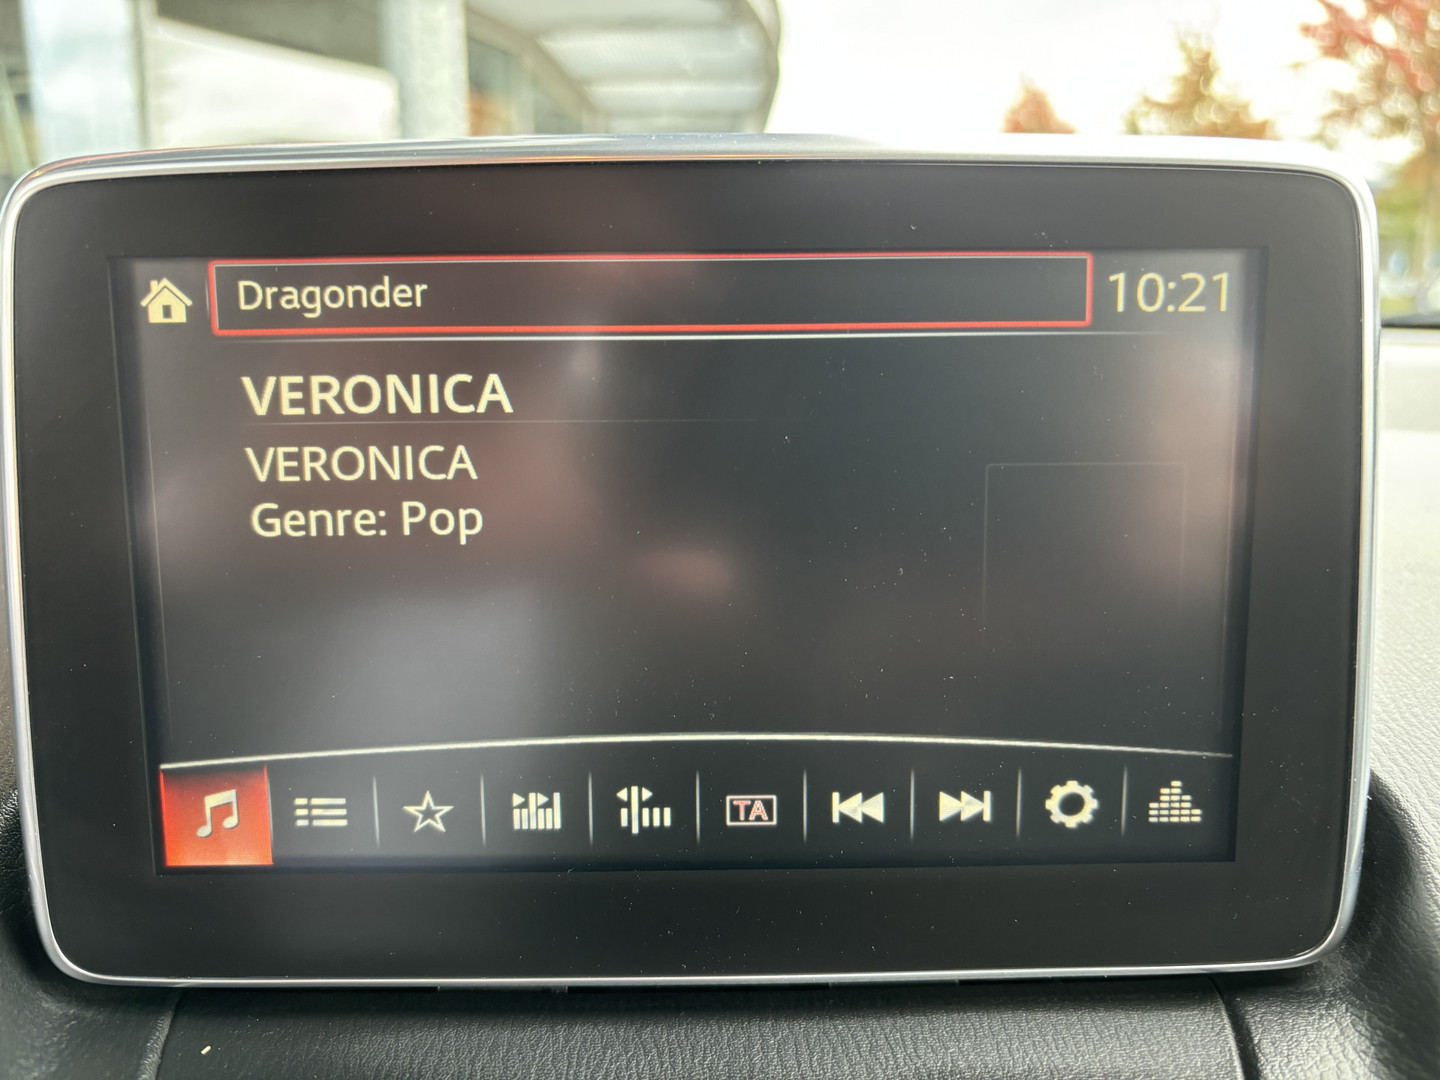 Dragonder
10:21
VERONICA
VERONICA
Genre: Pop
TA